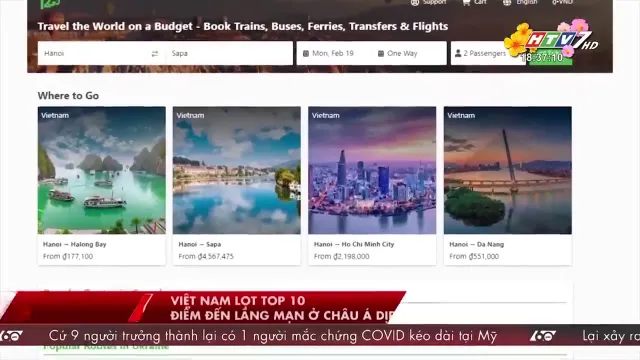 Support Cart English
Travel the World on a Budget - Book Trains, Buses, Ferries, Transfers & Flights
Hanoi Sapa Mon, Feb 19 One Way 2 Passengers
HTV7 HD
18:37:10
Where to Go
Vietnam Vietnam Vietnam Vietnam
Hanoi – Halong Bay Hanoi – Sapa Hanoi – Ho Chi Minh City Hanoi – Da Nang
From ₫177,100 From ₫4,567,475 From ₫2,198,000 From ₫551,000
VIỆT NAM LỌT TOP 10
ĐIỂM ĐẾN LÃNG MẠN Ở CHÂU Á DỊP
Cứ 9 người trưởng thành lại có 1 người mắc chứng COVID kéo dài tại Mỹ 60 Lại xảy ra
Popular Routes in Ukraine